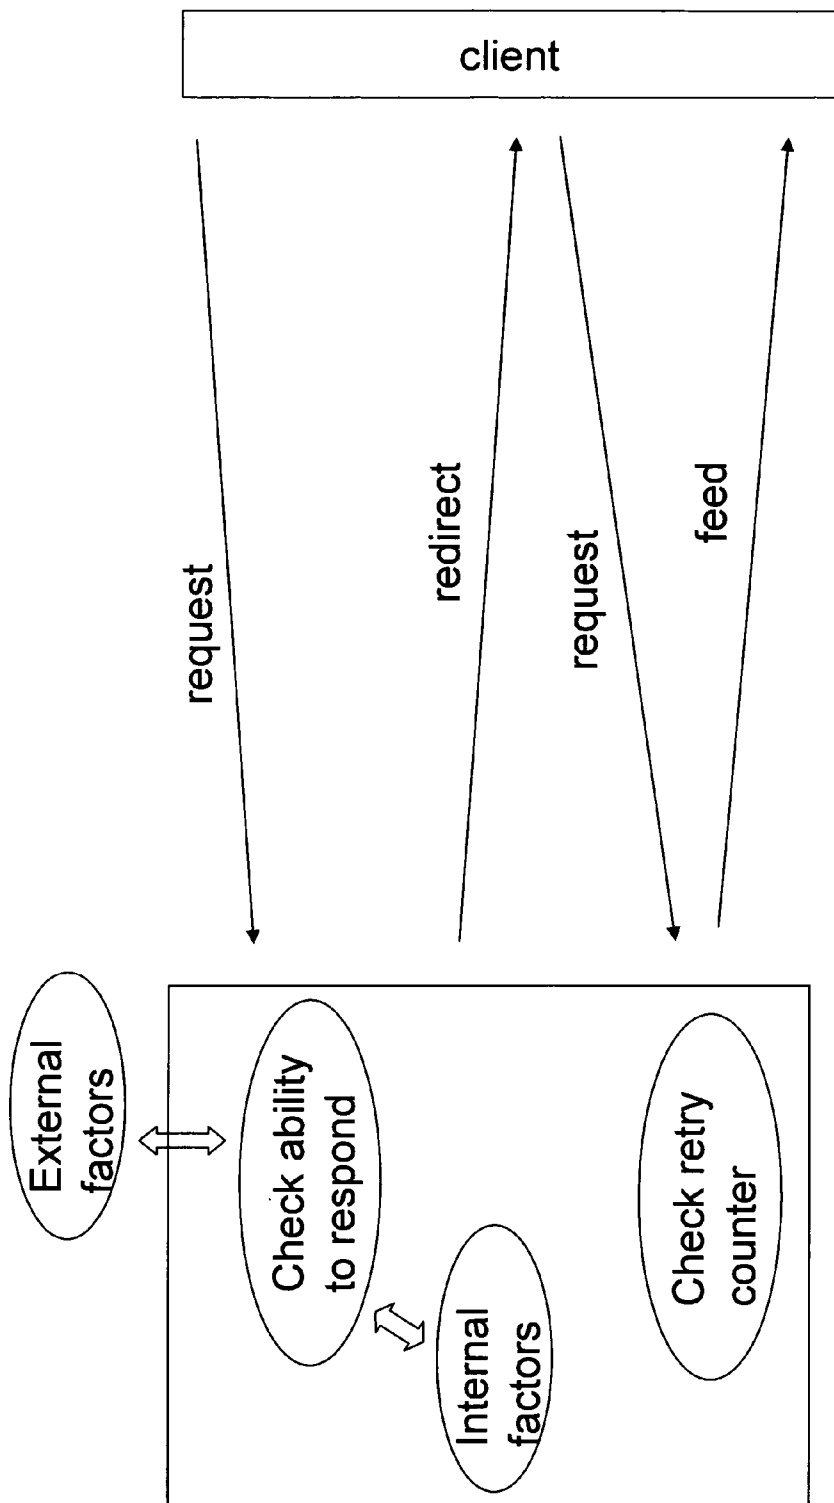 client
request
redirect
request
feed
External
factors
Check ability
to respond
Internal
factors
Check retry
counter